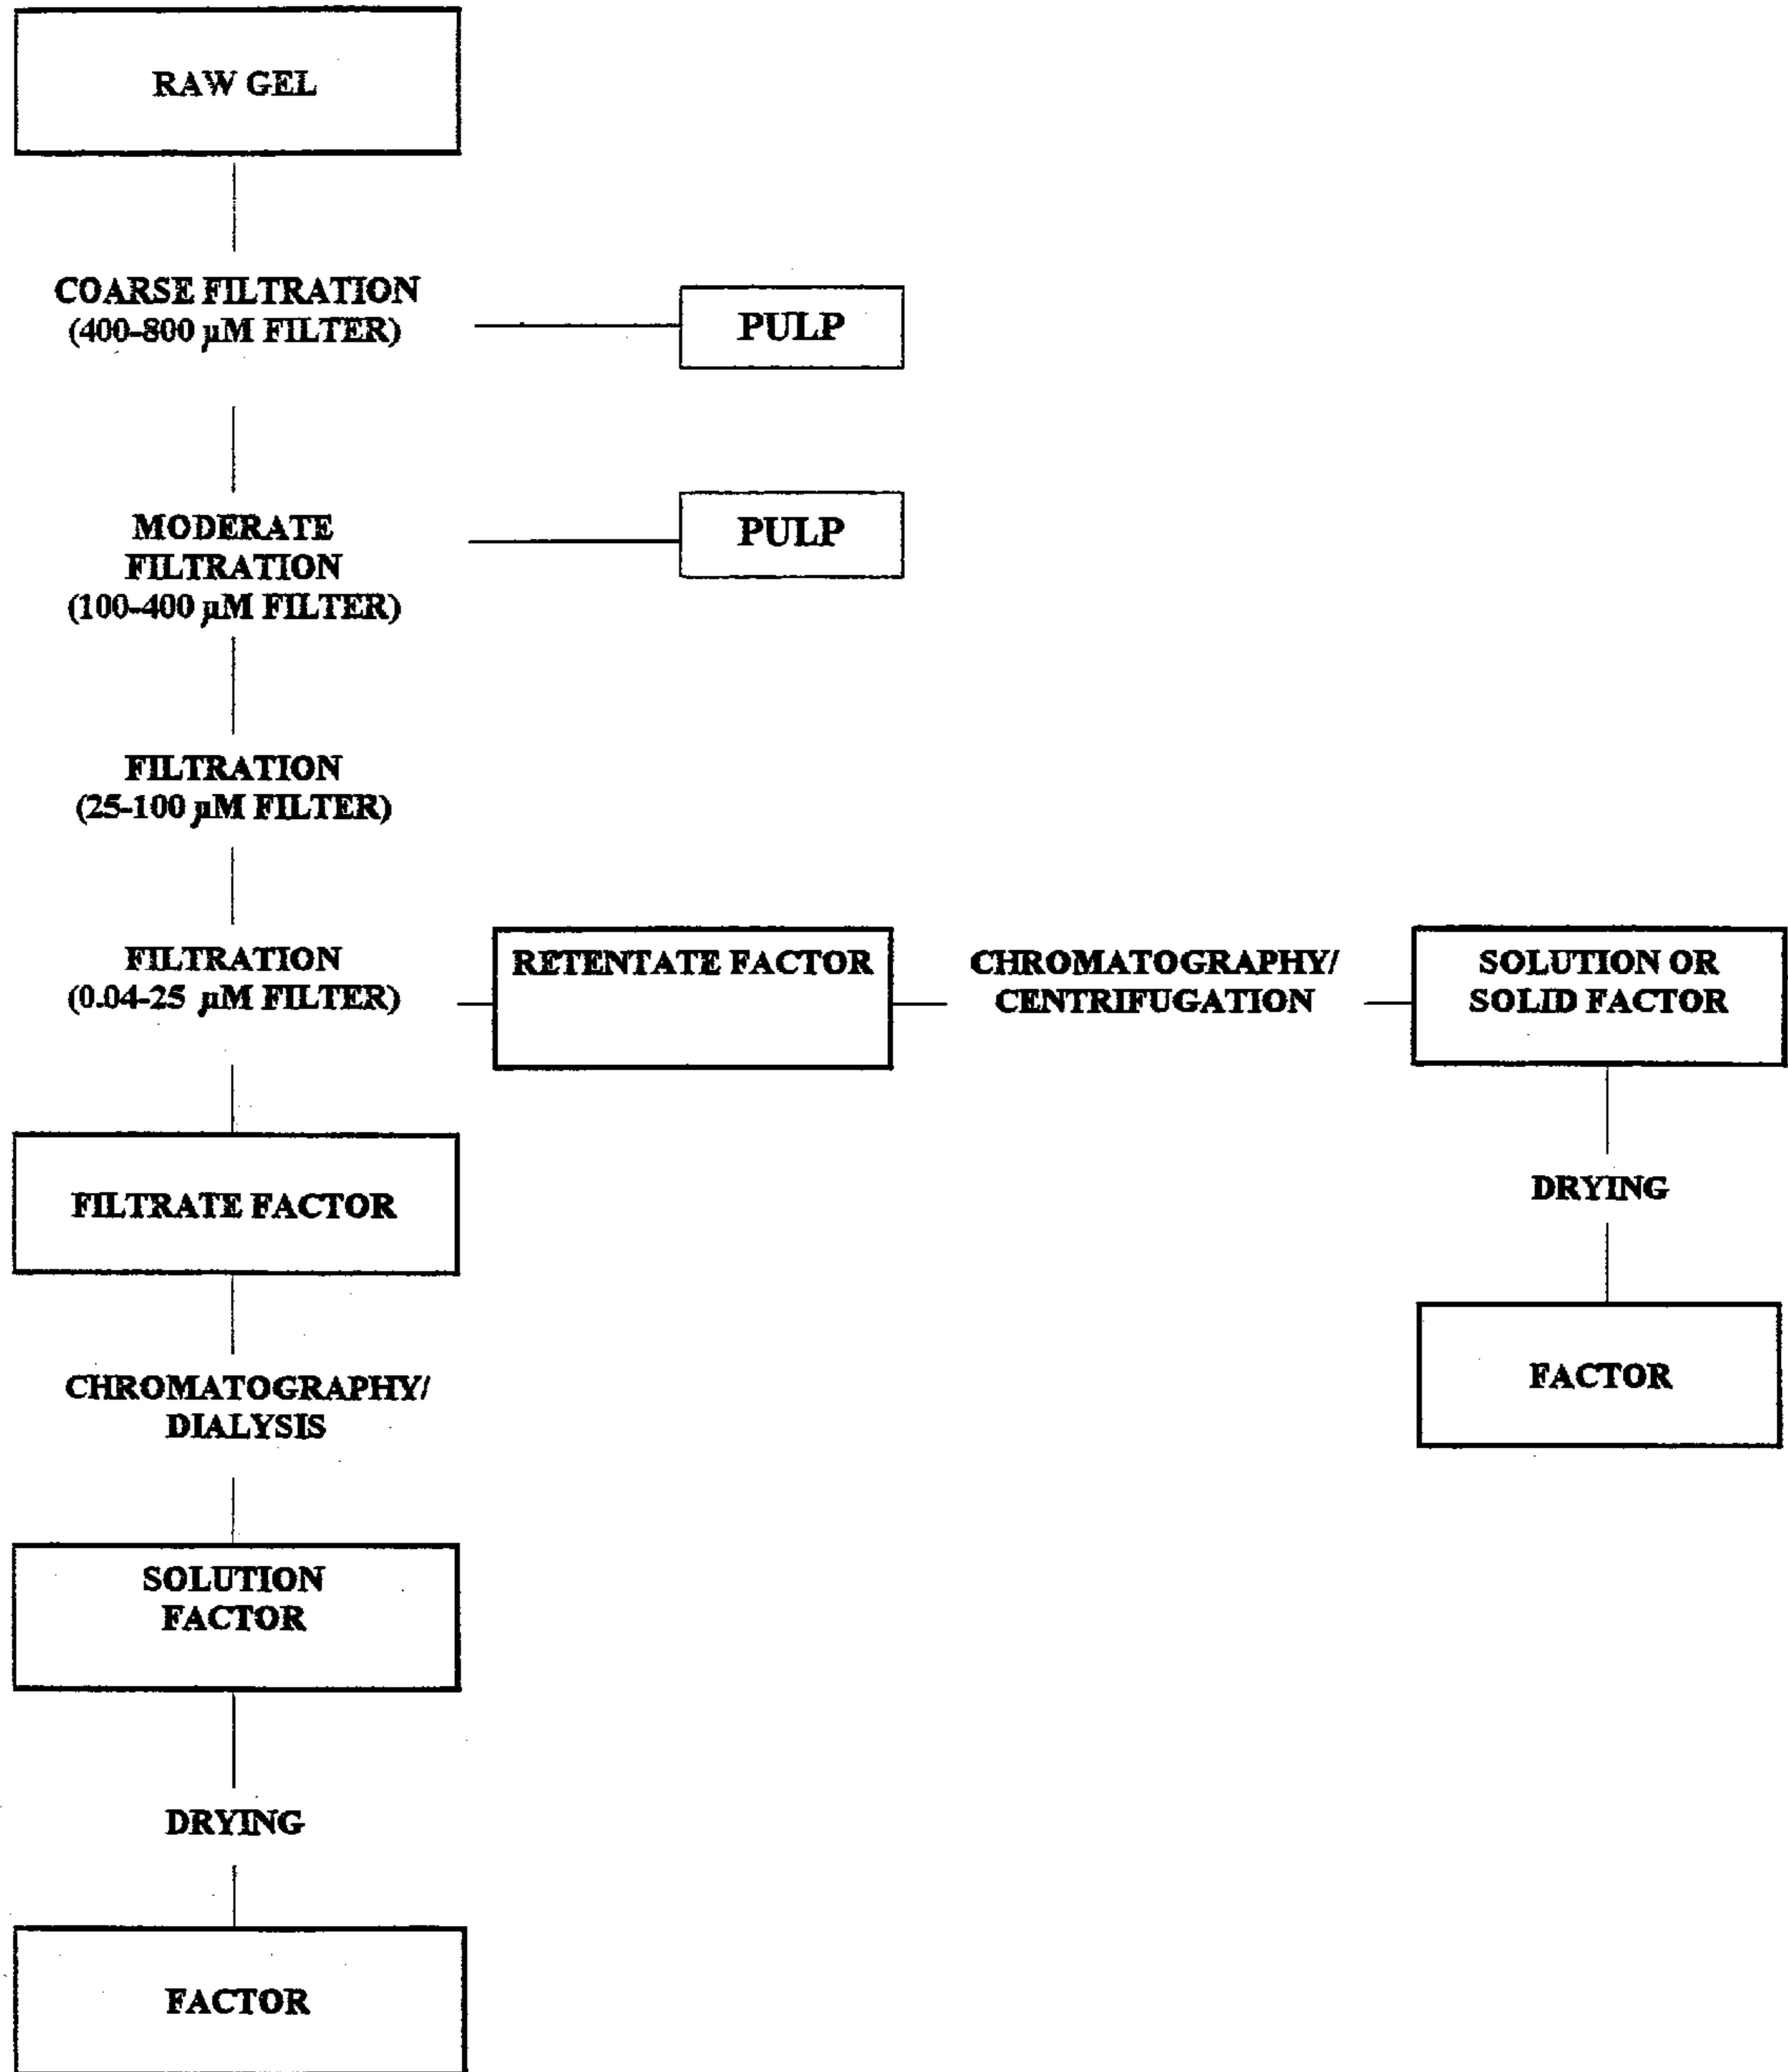 RAW GEL
COARSE FILTRATION
(400-800 µM FILTER)
PULP
MODERATE
FILTRATION
(100-400 µM FILTER)
PULP
FILTRATION
(25-100 µM FILTER)
FILTRATION
(0.04-25 µM FILTER)
RETENTATE FACTOR
CHROMATOGRAPHY/
CENTRIFUGATION
SOLUTION OR
SOLID FACTOR
DRYING
FACTOR
FILTRATE FACTOR
CHROMATOGRAPHY/
DIALYSIS
SOLUTION
FACTOR
DRYING
FACTOR